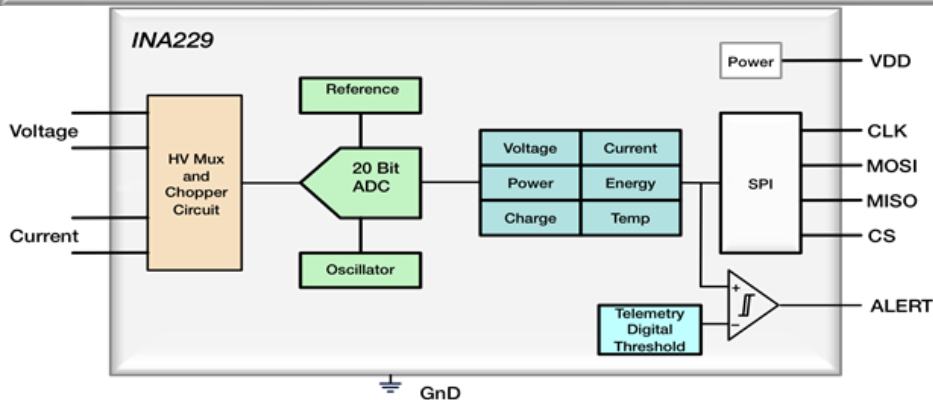 INA229
Power
VDD
Voltage
Current
HV Mux
and
Chopper
Circuit
Reference
20 Bit
ADC
Oscillator
Voltage
Current
Power
Energy
Charge
Temp
SPI
CLK
MOSI
MISO
CS
+
−
Telemetry
Digital
Threshold
ALERT
GnD